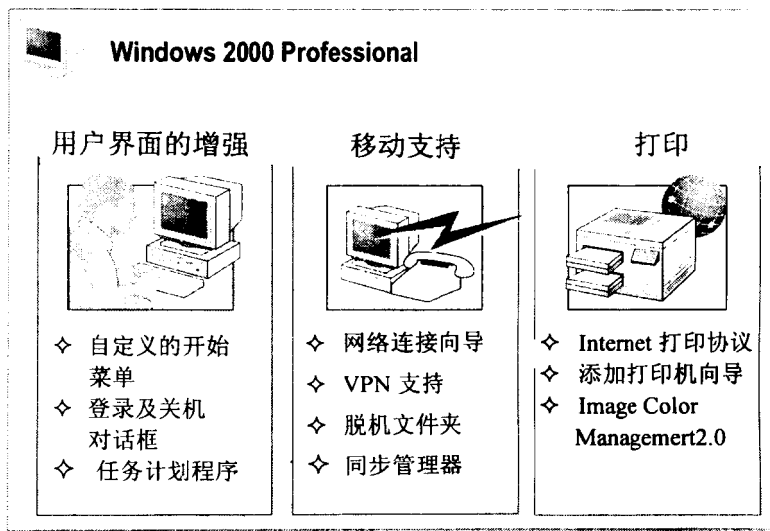 Windows 2000 Professional
用户界面的增强
✧ 自定义的开始
菜单
✧ 登录及关机
对话框
✧ 任务计划程序
移动支持
✧ 网络连接向导
✧ VPN 支持
✧ 脱机文件夹
✧ 同步管理器
打印
✧ Internet 打印协议
✧ 添加打印机向导
✧ Image Color
Managemert2.0